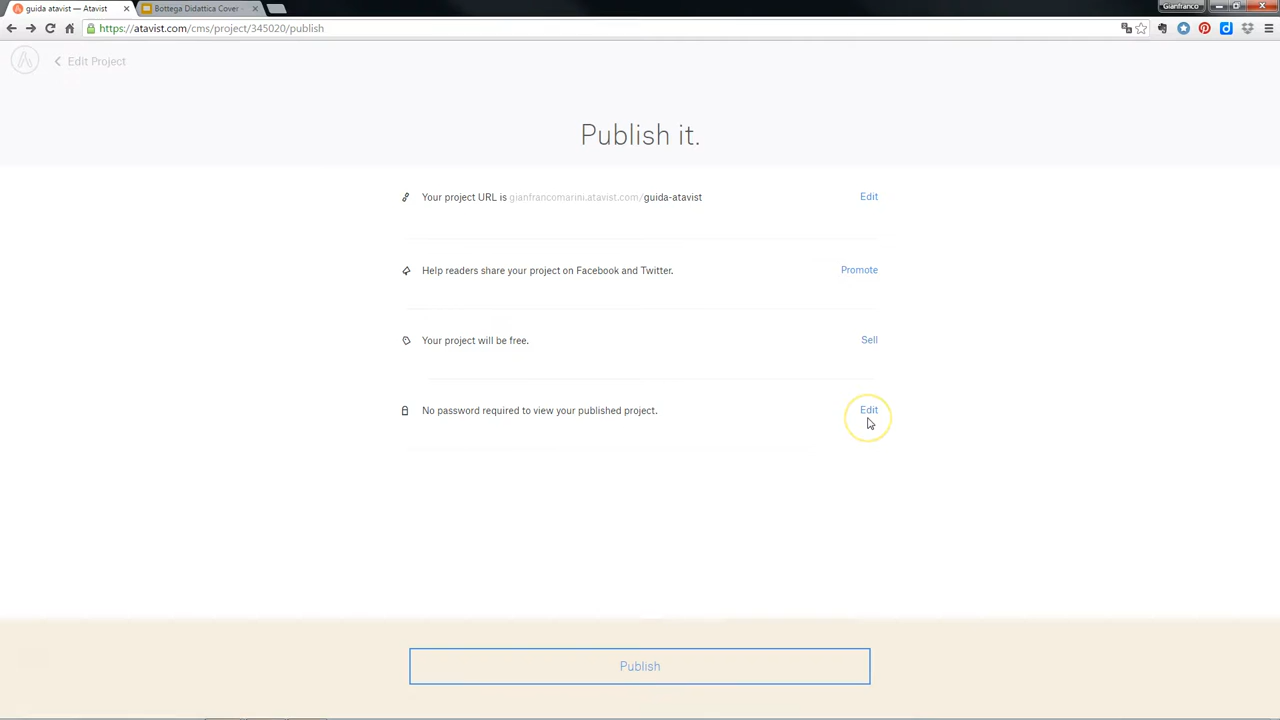 guida atavist — Atavist
Bottega Didattica Cover -
Gianfranco
https://atavist.com/cms/project/345020/publish
Edit Project
Publish it.
Your project URL is gianfrancomarini.atavist.com/guida-atavist
Edit
Help readers share your project on Facebook and Twitter.
Promote
Your project will be free.
Sell
No password required to view your published project.
Edit
Publish